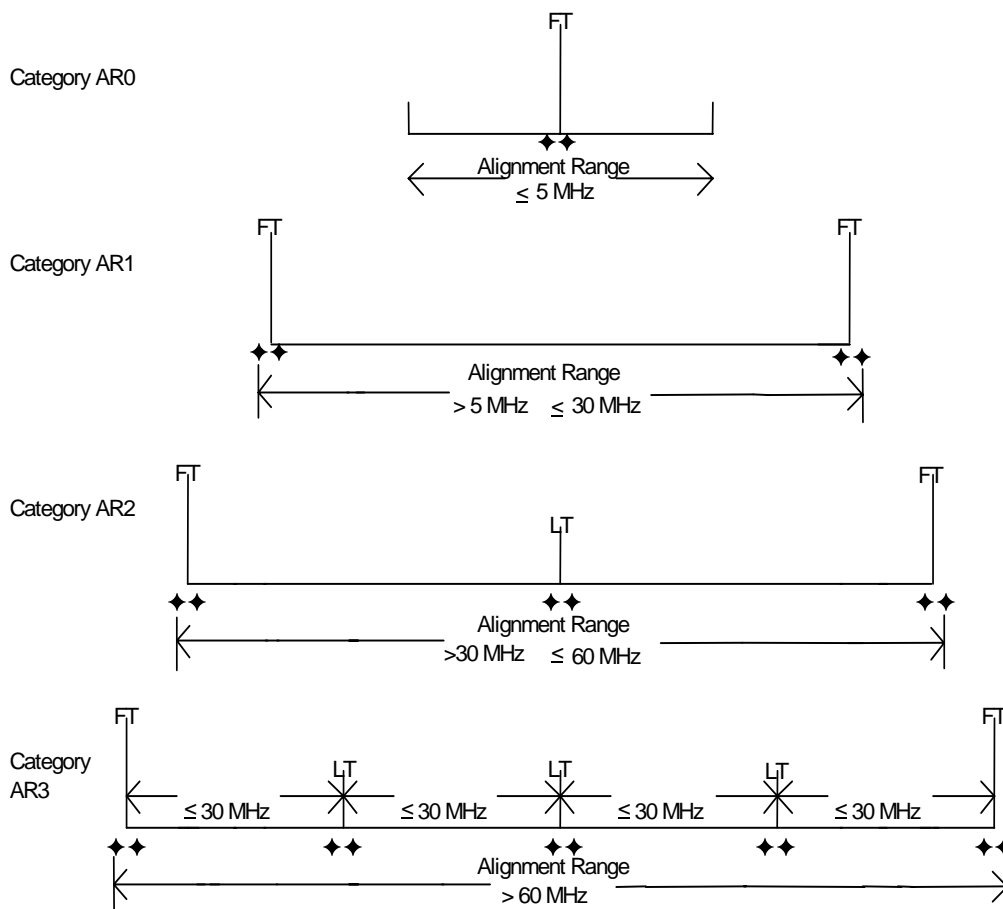 FT
Category AR0
Alignment Range
≤ 5 MHz
FT FT
Category AR1
Alignment Range
> 5 MHz ≤ 30 MHz
FT FT
Category AR2
LT
Alignment Range
>30 MHz ≤ 60 MHz
FT FT
Category
AR3
LT LT LT
≤ 30 MHz ≤ 30 MHz ≤ 30 MHz ≤ 30 MHz
Alignment Range
> 60 MHz